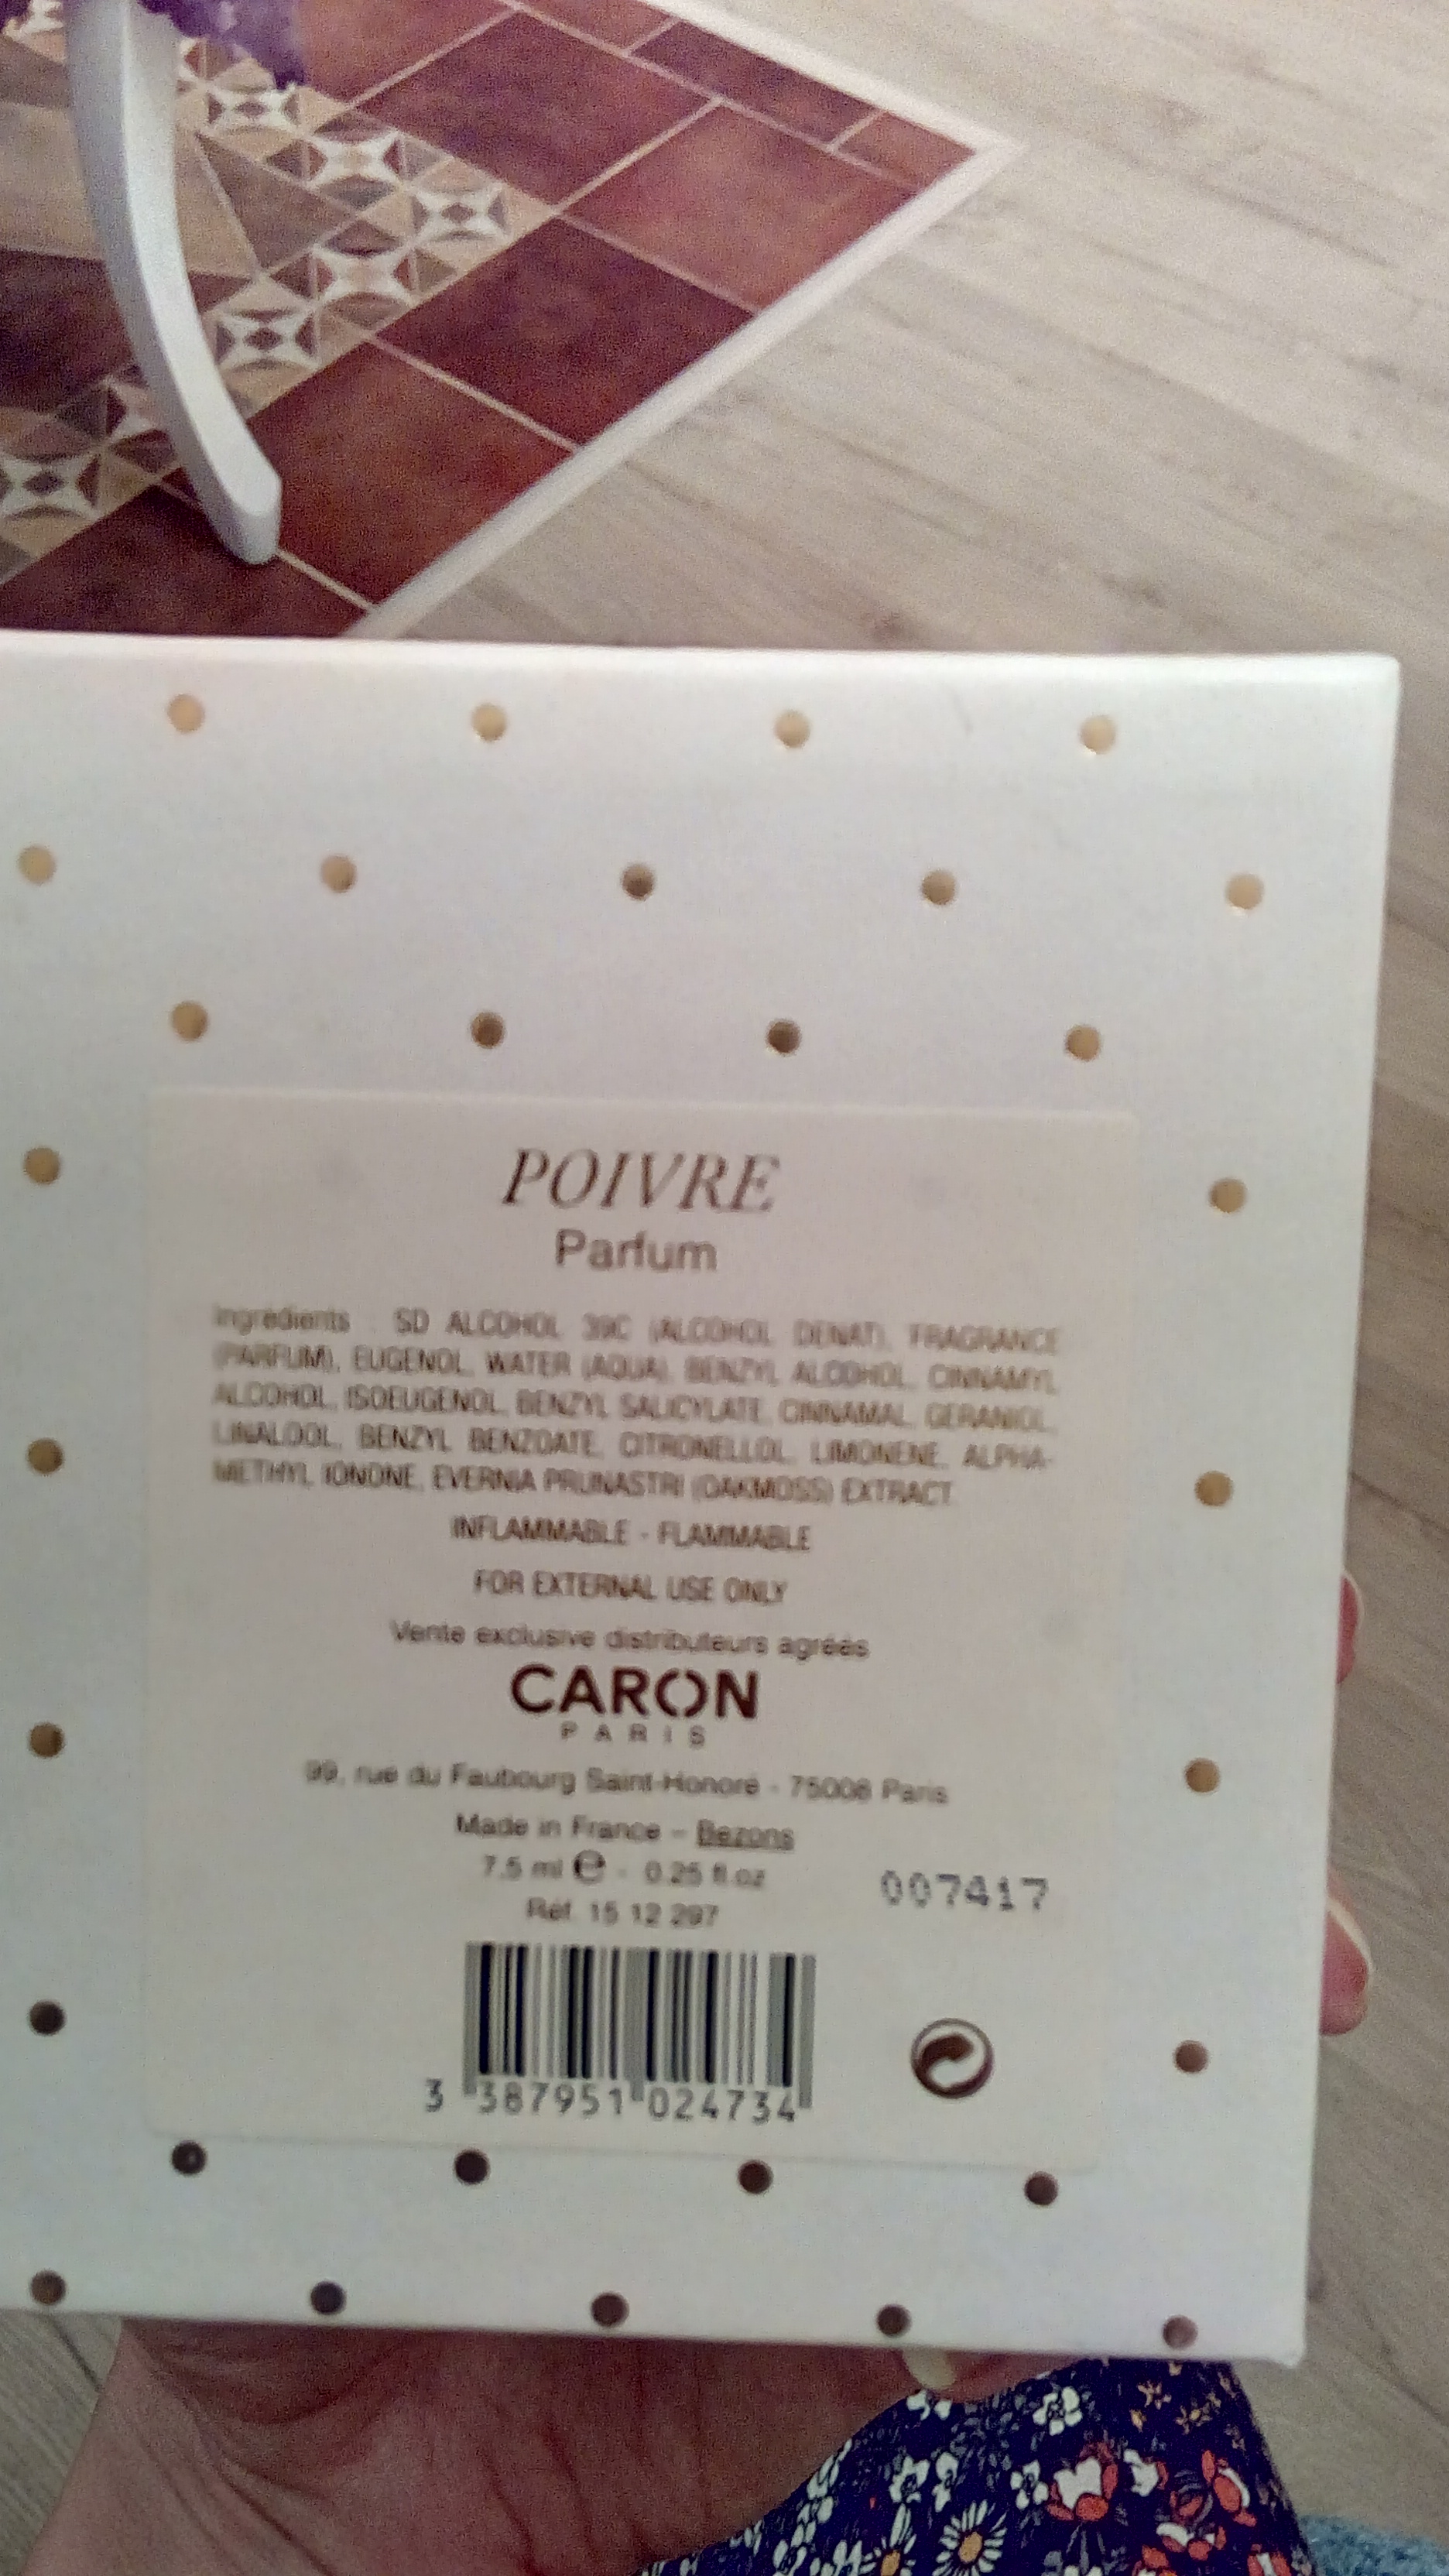 POIVRE
Parfum
Ingrédients : SD ALCOHOL 39C (ALCOHOL DENAT), FRAGRANCE
(PARFUM), EUGENOL, WATER (AQUA), BENZYL ALCOHOL, CINNAMYL
ALCOHOL, ISOEUGENOL, BENZYL SALICYLATE, CINNAMAL, GERANIOL,
LINALOOL, BENZYL BENZOATE, CITRONELLOL, LIMONENE, ALPHA-
METHYL IONONE, EVERNIA PRUNASTRI (OAKMOSS) EXTRACT.
INFLAMMABLE - FLAMMABLE
FOR EXTERNAL USE ONLY
Vente exclusive distributeurs agréés
CARON
PARIS
99, rue du Faubourg Saint-Honoré - 75008 Paris
Made in France - Bezons
7.5 ml e - 0.25 fl.oz
007417
Réf. 15 12 297
3 387951 024734